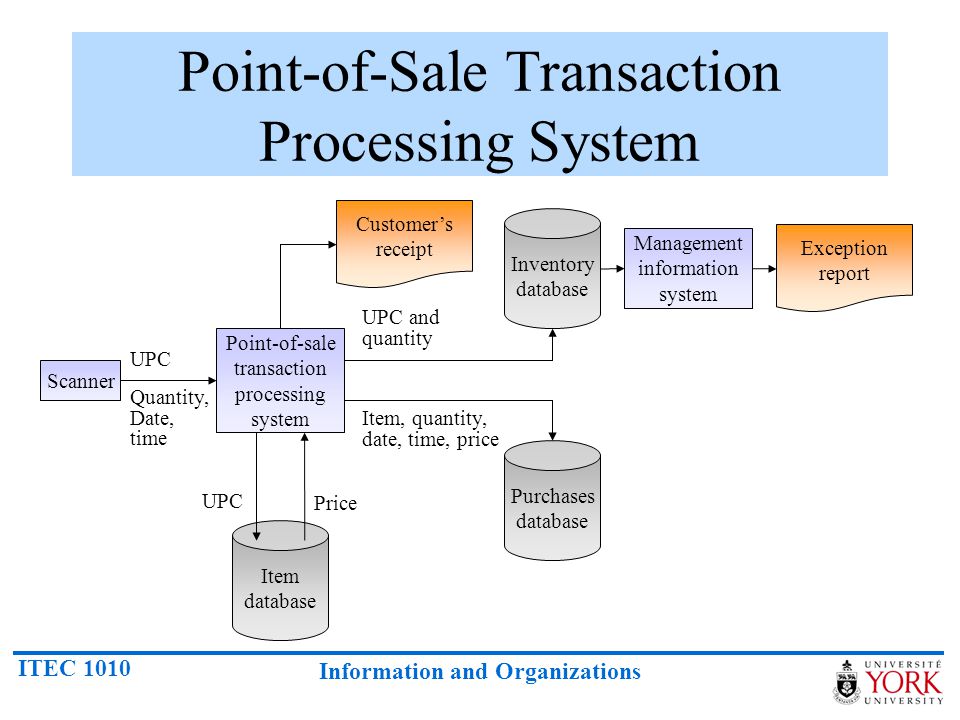 Point-of-Sale Transaction
Processing System
Customer’s
receipt
Inventory
database
Management
information
system
Exception
report
UPC and
quantity
Point-of-sale
transaction
processing
system
UPC
Scanner
Quantity,
Date,
time
Item, quantity,
date, time, price
Purchases
database
UPC
Price
Item
database
ITEC 1010
Information and Organizations
UNIVERSITÉ
YORK
UNIVERSITY